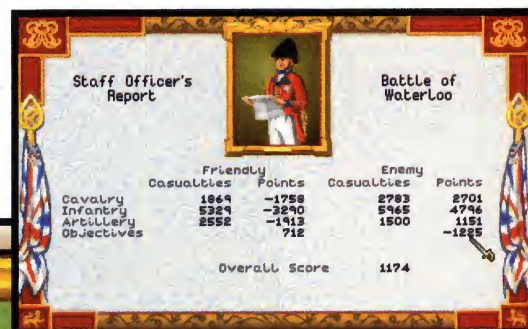 Staff Officer's Battle of
Report Waterloo
Friendly Enemy
Casualties Points Casualties Points
Cavalry 1869 -1758 2783 2701
Infantry 5329 -3290 5965 4796
Artillery 2552 -1913 1500 1151
Objectives 712 -1225
Overall Score 1174